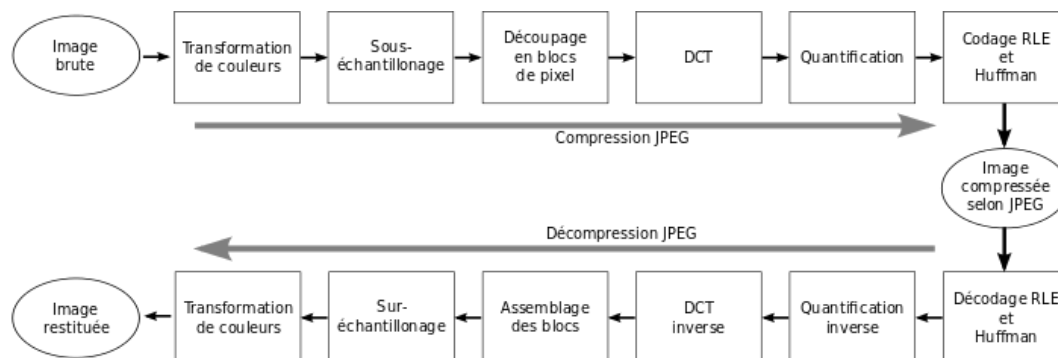 Image
brute
Transformation
de couleurs
Sous-
échantillonage
Découpage
en blocs
de pixel
DCT
Quantification
Codage RLE
et
Huffman
Compression JPEG
Image
compressée
selon JPEG
Décompression JPEG
Image
restituée
Transformation
de couleurs
Sur-
échantillonage
Assemblage
des blocs
DCT
inverse
Quantification
inverse
Décodage RLE
et
Huffman